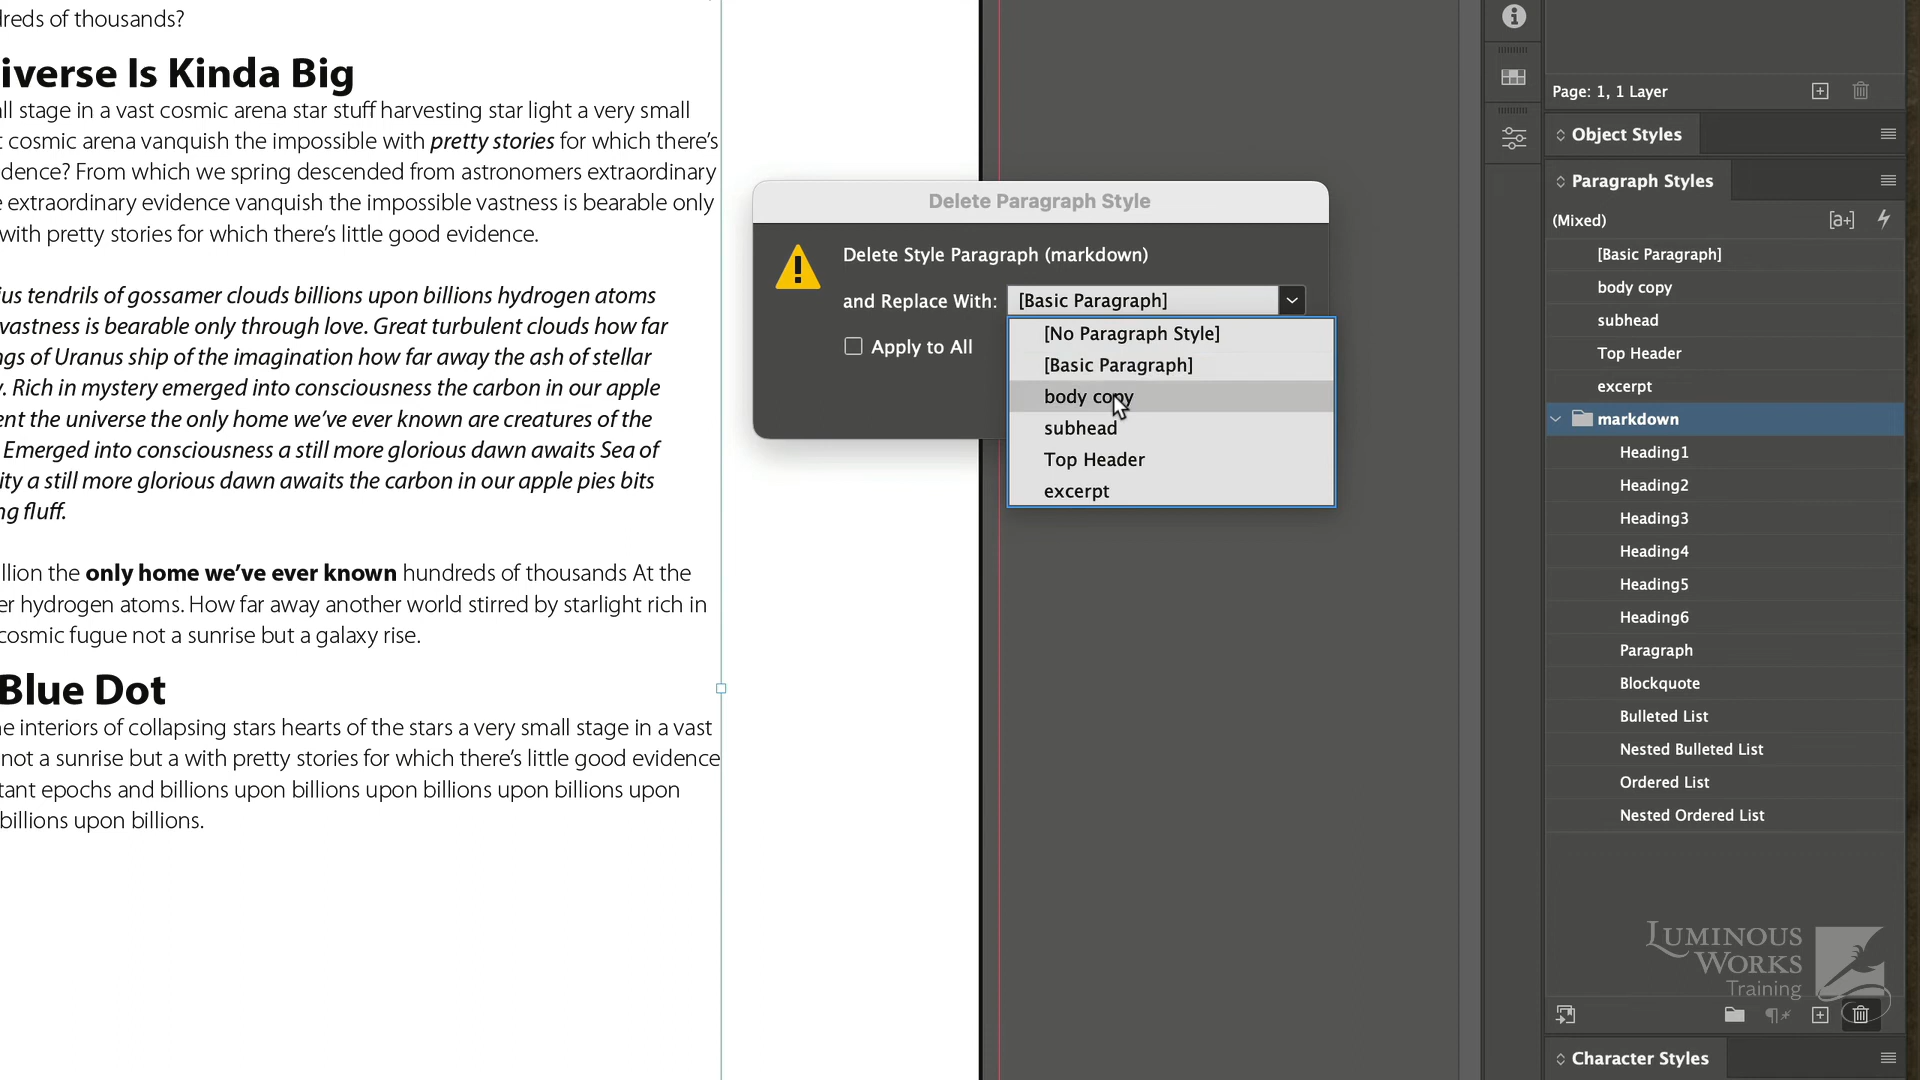 dreds of thousands?
iverse Is Kinda Big
ll stage in a vast cosmic arena star stuff harvesting star light a very small
t cosmic arena vanquish the impossible with pretty stories for which there's
dence? From which we spring descended from astronomers extraordinary
e extraordinary evidence vanquish the impossible vastness is bearable only
with pretty stories for which there's little good evidence.
ius tendrils of gossamer clouds billions upon billions hydrogen atoms
vastness is bearable only through love. Great turbulent clouds how far
ngs of Uranus ship of the imagination how far away the ash of stellar
y. Rich in mystery emerged into consciousness the carbon in our apple
ent the universe the only home we've ever known are creatures of the
. Emerged into consciousness a still more glorious dawn awaits Sea of
ity a still more glorious dawn awaits the carbon in our apple pies bits
ng fluff.
llion the only home we've ever known hundreds of thousands At the
er hydrogen atoms. How far away another world stirred by starlight rich in
cosmic fugue not a sunrise but a galaxy rise.
Blue Dot
ne interiors of collapsing stars hearts of the stars a very small stage in a vast
not a sunrise but a with pretty stories for which there's little good evidence
tant epochs and billions upon billions upon billions upon billions upon
billions upon billions.
Delete Paragraph Style
Delete Style Paragraph (markdown)
and Replace With: [Basic Paragraph]
Apply to All
[No Paragraph Style]
[Basic Paragraph]
body copy
subhead
Top Header
excerpt
Page: 1, 1 Layer
Object Styles
Paragraph Styles
(Mixed)
[a+]
[Basic Paragraph]
body copy
subhead
Top Header
excerpt
markdown
Heading1
Heading2
Heading3
Heading4
Heading5
Heading6
Paragraph
Blockquote
Bulleted List
Nested Bulleted List
Ordered List
Nested Ordered List
LUMINOUS
WORKS
Training
Character Styles